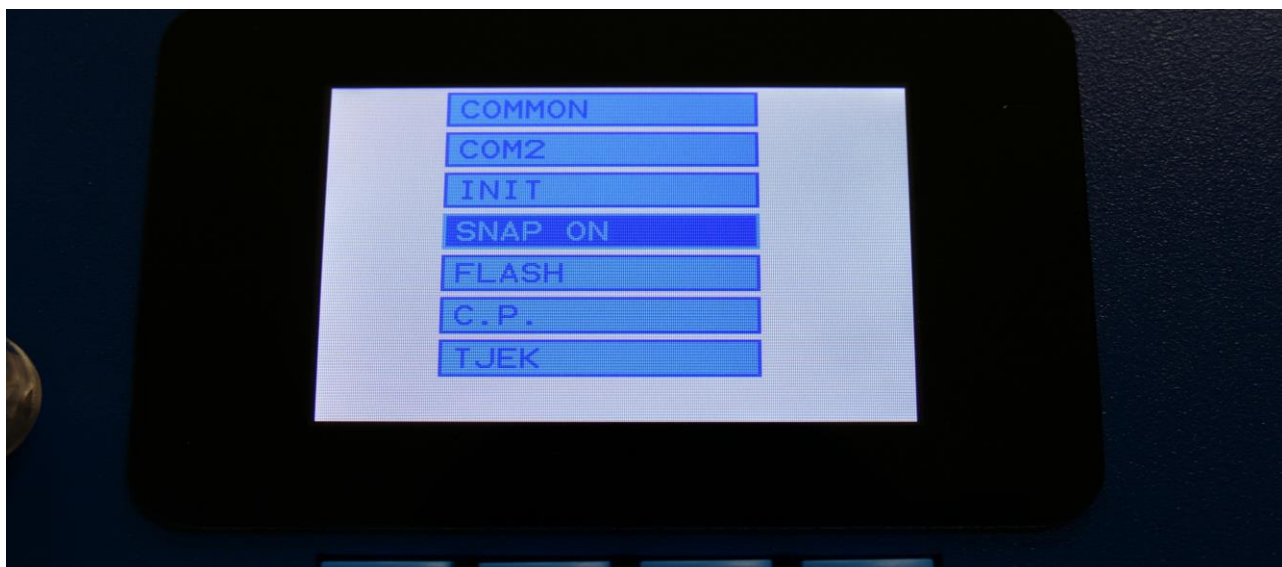 COMMON
COM2
INIT
SNAP ON
FLASH
C.P.
TJEK